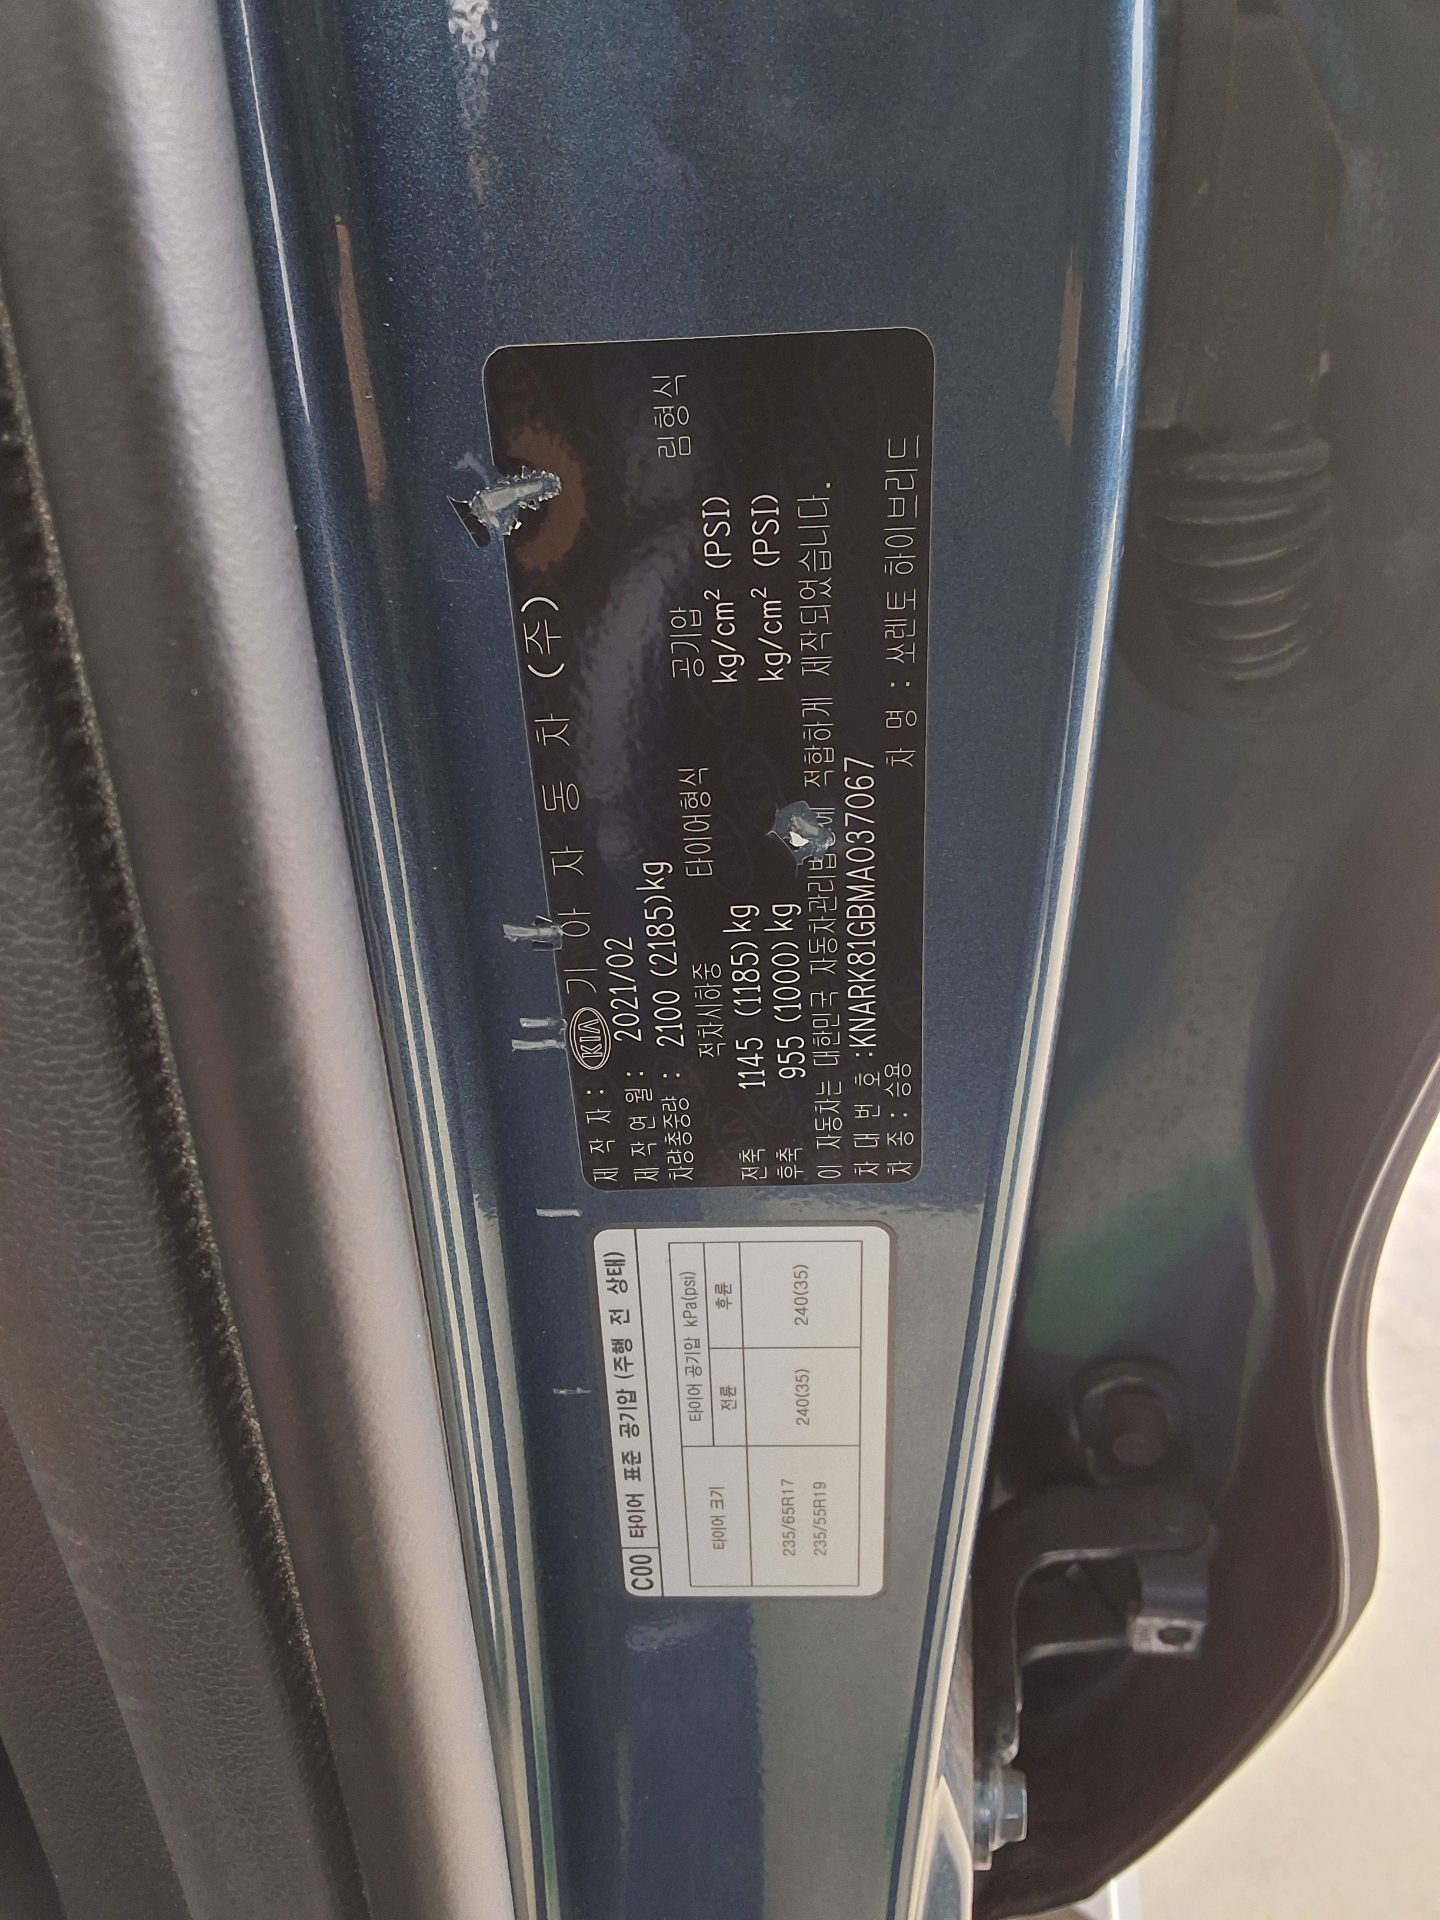 제 작 자 : KIA 기 아 자 동 차 (주)
제 작 연 월 : 2021/02
차량총중량 : 2100 (2185)kg
적차시하중 타이어형식 공기압 림형식
전축 1145 (1185)kg kg/cm² (PSI)
후축 955 (1000)kg kg/cm² (PSI)
이 자동차는 대한민국 자동차관리법에 적합하게 제작되었습니다.
차 대 번 호 :KNARK81GBMA037067
차 종 : 승용 차 명 : 쏘렌토 하이브리드
C00 타이어 표준 공기압 (주행 전 상태)
타이어 크기 타이어 공기압 kPa(psi)
전륜 후륜
235/65R17
235/55R19
240(35) 240(35)